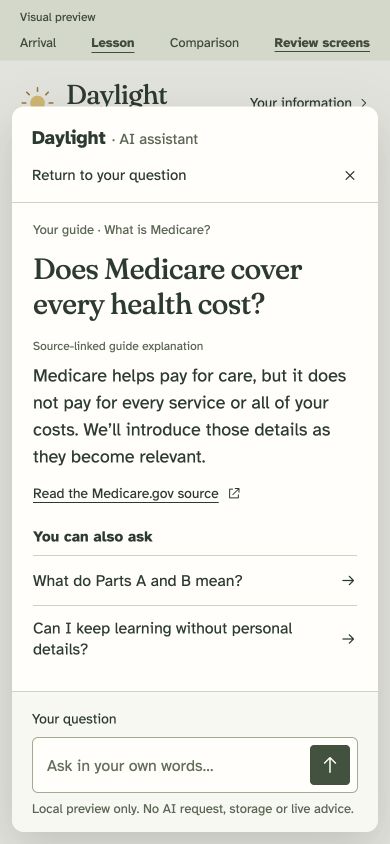 Visual preview
Arrival
Lesson
Comparison
Review screens
Daylight
Your information
Daylight · AI assistant
Return to your question
Your guide · What is Medicare?
Does Medicare cover
every health cost?
Source-linked guide explanation
Medicare helps pay for care, but it does
not pay for every service or all of your
costs. We’ll introduce those details as
they become relevant.
Read the Medicare.gov source
You can also ask
What do Parts A and B mean?
Can I keep learning without personal
details?
Your question
Ask in your own words...
Local preview only. No AI request, storage or live advice.